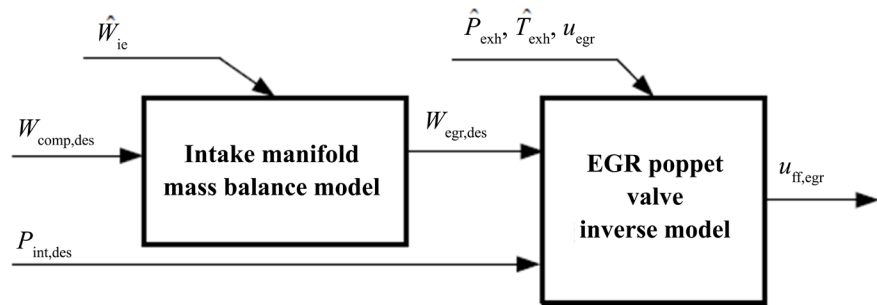 Ŵie
P̂exh, T̂exh, uegr
Wcomp,des
Intake manifold
mass balance model
Wegr,des
EGR poppet
valve
inverse model
uff,egr
Pint,des